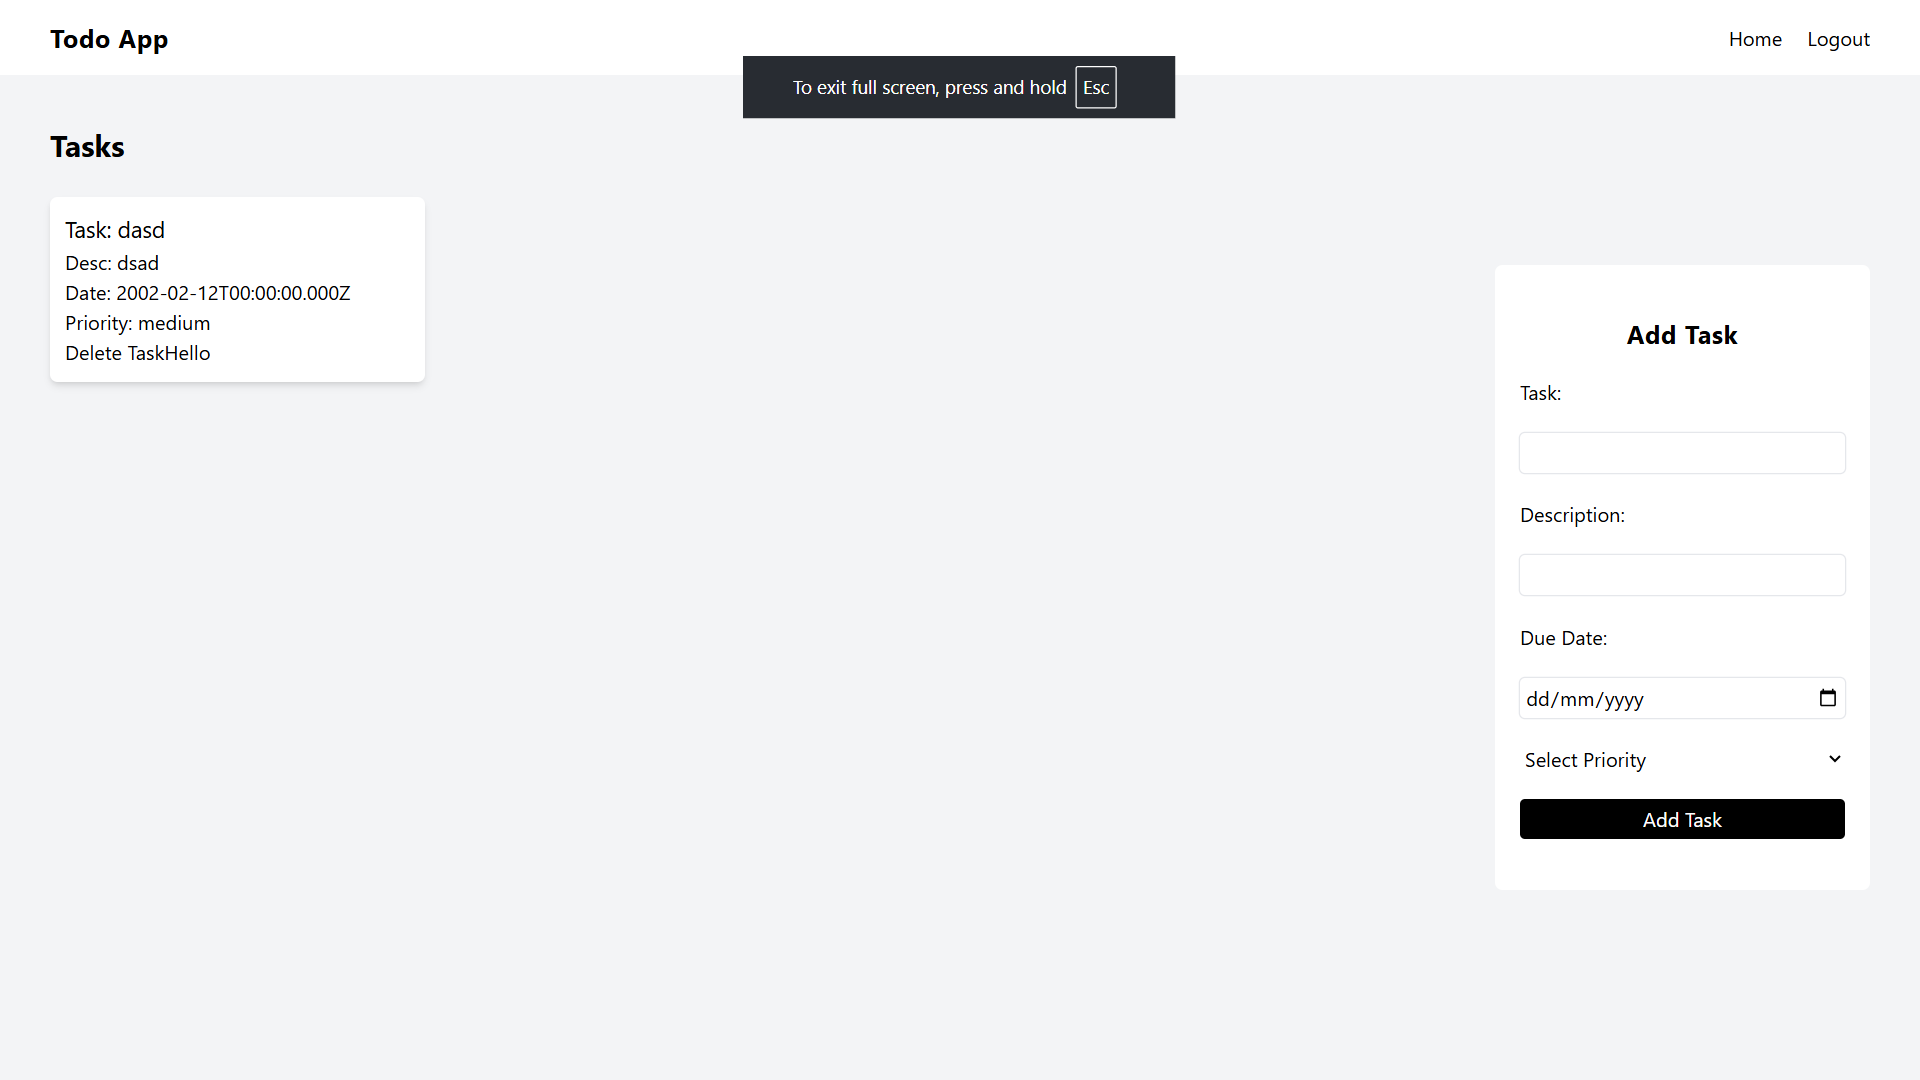 Todo App
Home
Logout
To exit full screen, press and hold Esc
Tasks
Task: dasd
Desc: dsad
Date: 2002-02-12T00:00:00.000Z
Priority: medium
Delete TaskHello
Add Task
Task:
Description:
Due Date:
dd/mm/yyyy
Select Priority
Add Task